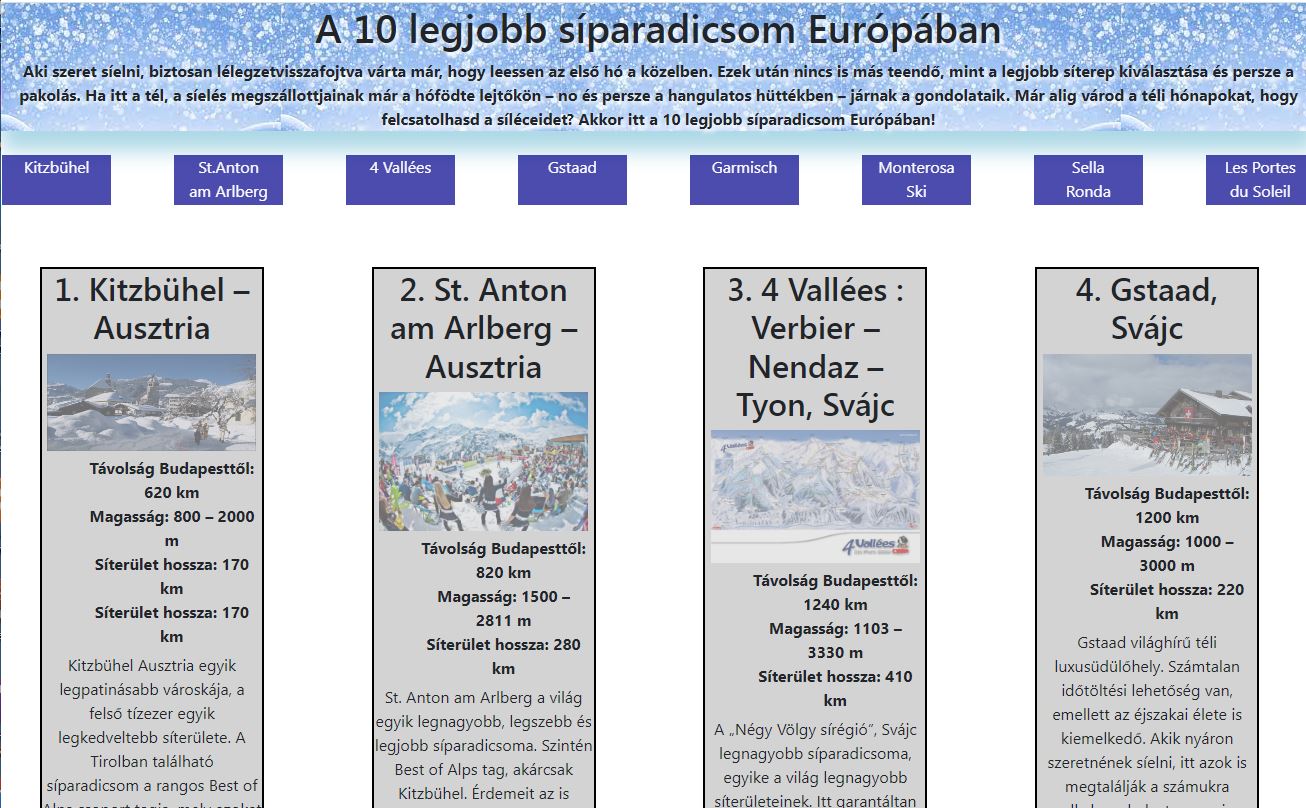 A 10 legjobb síparadicsom Európában
Aki szeret síelni, biztosan lélegzetvisszafojtva várta már, hogy leessen az első hó a közelben. Ezek után nincs is más teendő, mint a legjobb síterep kiválasztása és persze a
pakolás. Ha itt a tél, a síelés megszállottjainak már a hófödte lejtőkön – no és persze a hangulatos hüttékben – járnak a gondolataik. Már alig várod a téli hónapokat, hogy
felcsatolhasd a síléceidet? Akkor itt a 10 legjobb síparadicsom Európában!
Kitzbühel
St.Anton
am Arlberg
4 Vallées
Gstaad
Garmisch
Monterosa
Ski
Sella
Ronda
Les Portes
du Soleil
1. Kitzbühel –
Ausztria
Távolság Budapesttől:
620 km
Magasság: 800 – 2000
m
Síterület hossza: 170
km
Síterület hossza: 170
km
Kitzbühel Ausztria egyik
legpatinásabb városkája, a
felső tízezer egyik
legkedveltebb síterülete. A
Tirolban található
síparadicsom a rangos Best of
2. St. Anton
am Arlberg –
Ausztria
Távolság Budapesttől:
820 km
Magasság: 1500 –
2811 m
Síterület hossza: 280
km
St. Anton am Arlberg a világ
egyik legnagyobb, legszebb és
legjobb síparadicsoma. Szintén
Best of Alps tag, akárcsak
Kitzbühel. Érdemeit az is
3. 4 Vallées :
Verbier –
Nendaz –
Tyon, Svájc
4 Vallées
4 Vallées
Távolság Budapesttől:
1240 km
Magasság: 1103 –
3330 m
Síterület hossza: 410
km
A „Négy Völgy sírégió”, Svájc
legnagyobb síparadicsoma,
egyike a világ legnagyobb
síterületeinek. Itt garantáltan
4. Gstaad,
Svájc
Távolság Budapesttől:
1200 km
Magasság: 1000 –
3000 m
Síterület hossza: 220
km
Gstaad világhírű téli
luxusüdülőhely. Számtalan
időtöltési lehetőség van,
emellett az éjszakai élete is
kiemelkedő. Akik nyáron
szeretnének síelni, itt azok is
megtalálják a számukra